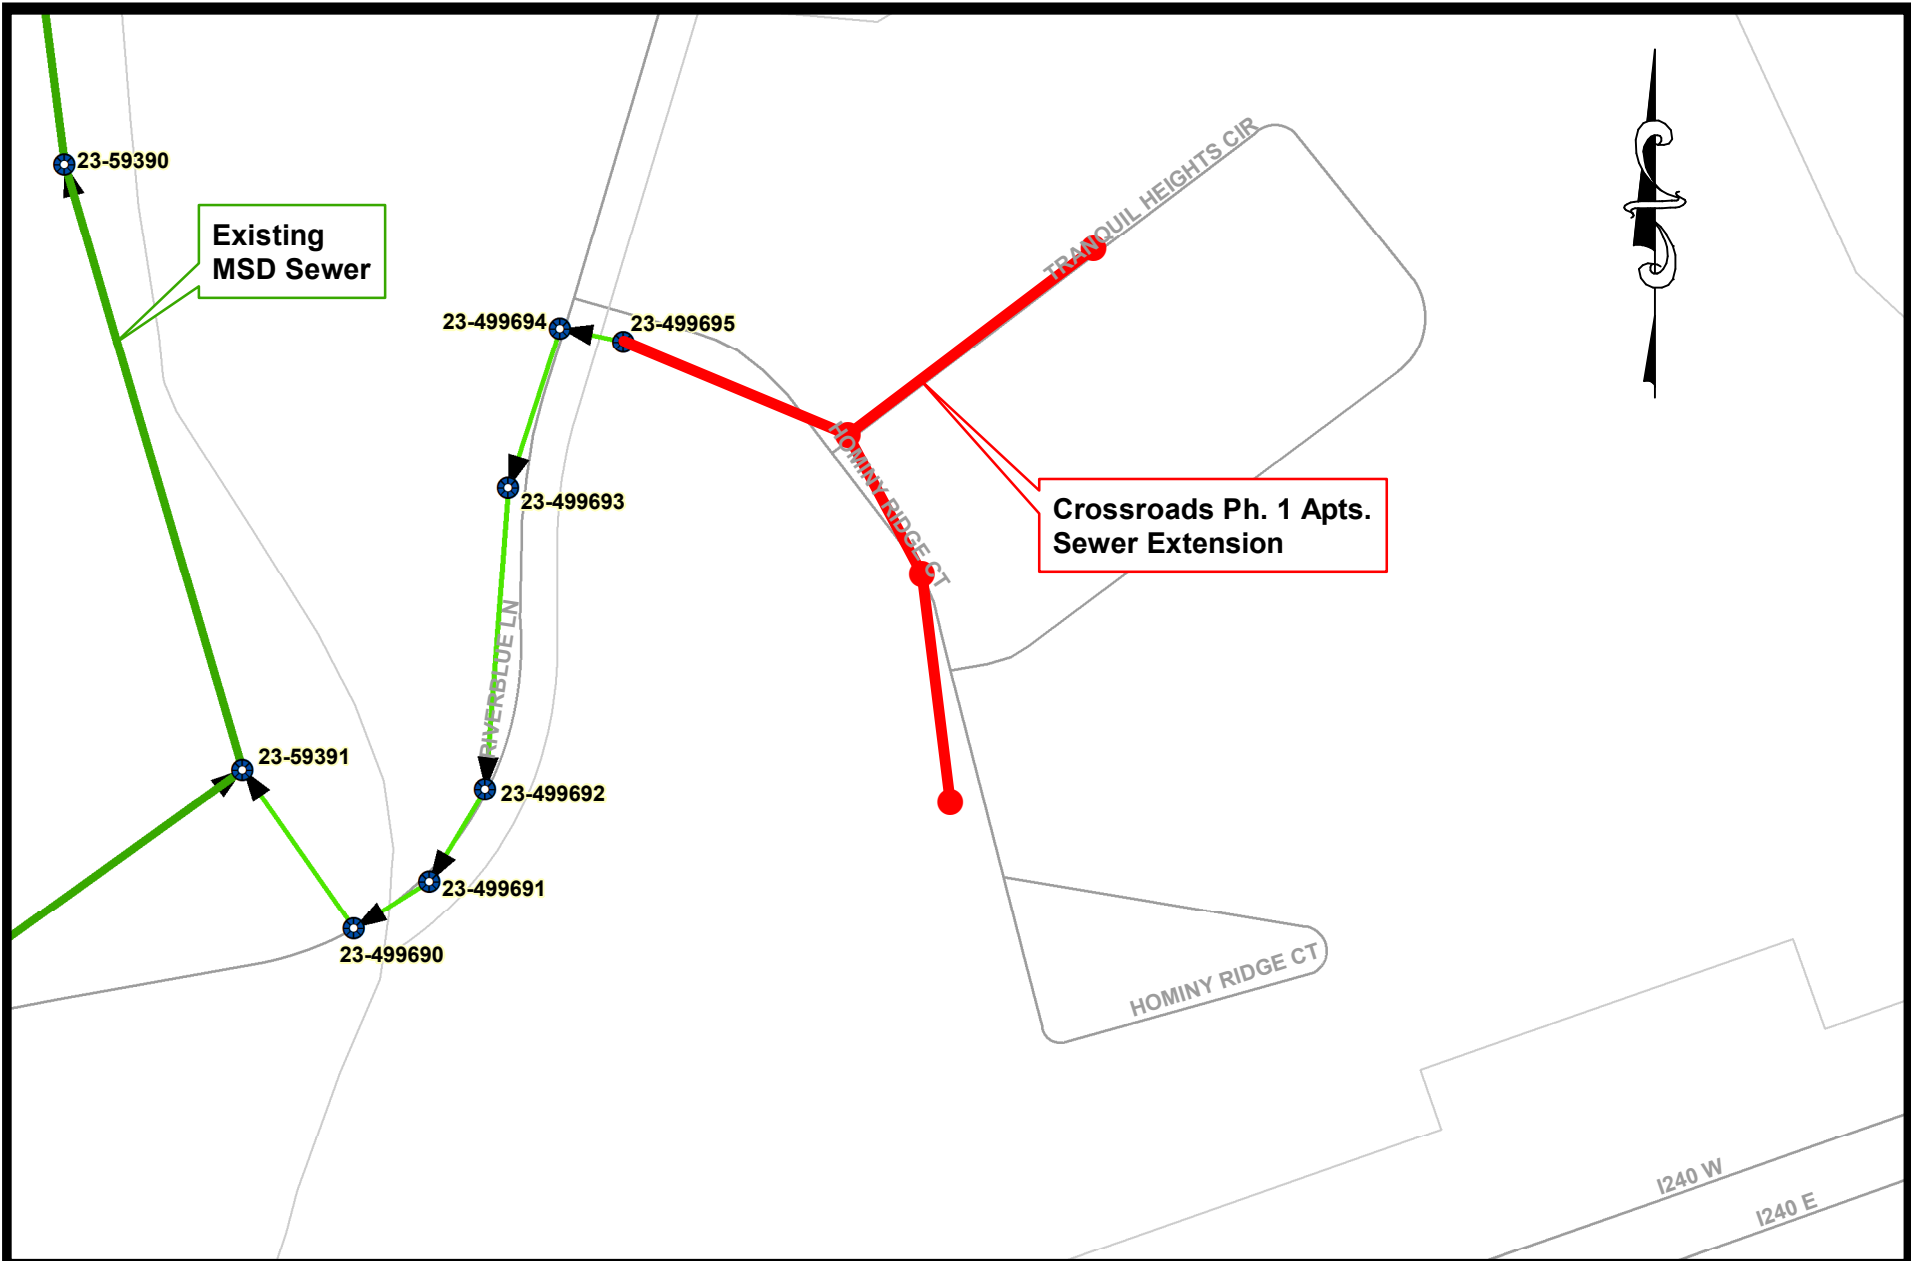 TRANQUIL HEIGHTS CIR
23-59390
Existing
MSD Sewer
23-499694
23-499695
23-499693
HOMINY RIDGE CT
Crossroads Ph. 1 Apts.
Sewer Extension
RIVERBLUE LN
23-59391
23-499692
23-499691
23-499690
HOMINY RIDGE CT
I240 W
I240 E